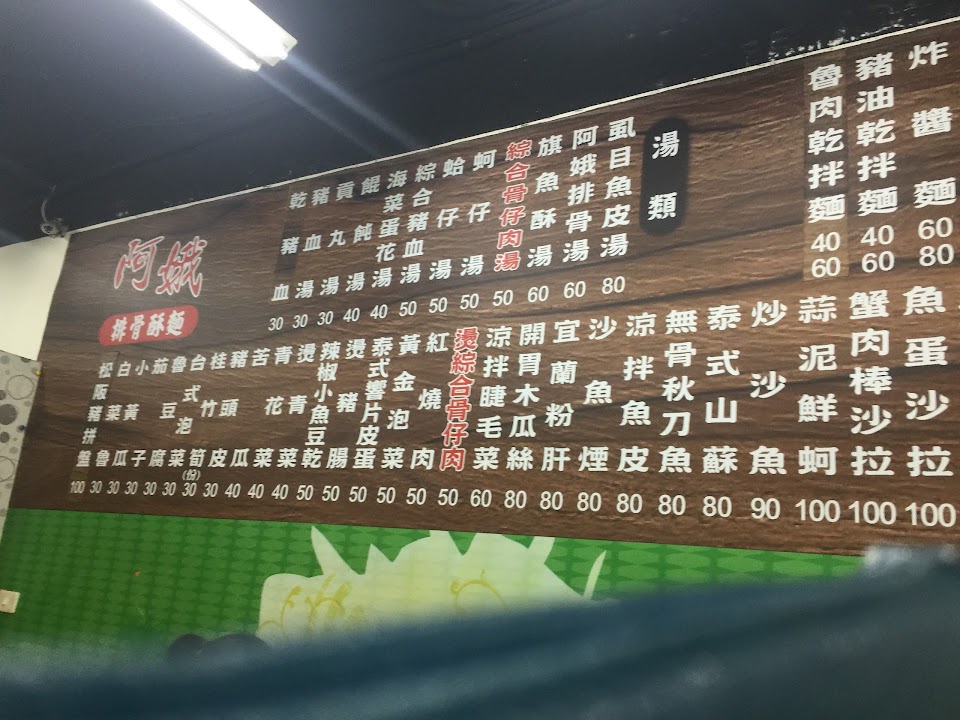 炸醬麵 60 80
豬油乾拌麵 40 60
魯肉乾拌麵 40 60
湯類
虱目魚皮湯 80
阿娥排骨湯 60
旗魚酥湯 60
綜合骨仔肉湯 50
蚵仔湯 50
蛤仔湯 50
綜合豬血湯 50
海菜蛋花湯 40
餛飩湯 40
貢丸湯 30
豬血湯 30
乾豬血 30
阿娥
排骨酥麵
魚蛋沙拉 100
蟹肉棒沙拉 100
蒜泥鮮蚵 100
炒沙魚 90
泰式山蘇 80
無骨秋刀魚 80
涼拌魚皮 80
沙魚煙 80
宜蘭粉肝 80
開胃木瓜絲 80
涼拌睫毛菜 60
燙綜合骨仔肉 50
紅燒肉 50
黃金泡菜 50
泰式響片皮蛋 50
燙豬腸 50
辣椒小魚豆乾 50
燙青菜 40
青花菜 40
苦瓜 40
豬頭皮 30
桂竹筍(份) 30
台式泡菜 30
魯豆腐 30
茄子 30
小黃瓜 30
白菜魯 30
松阪豬拼盤 100